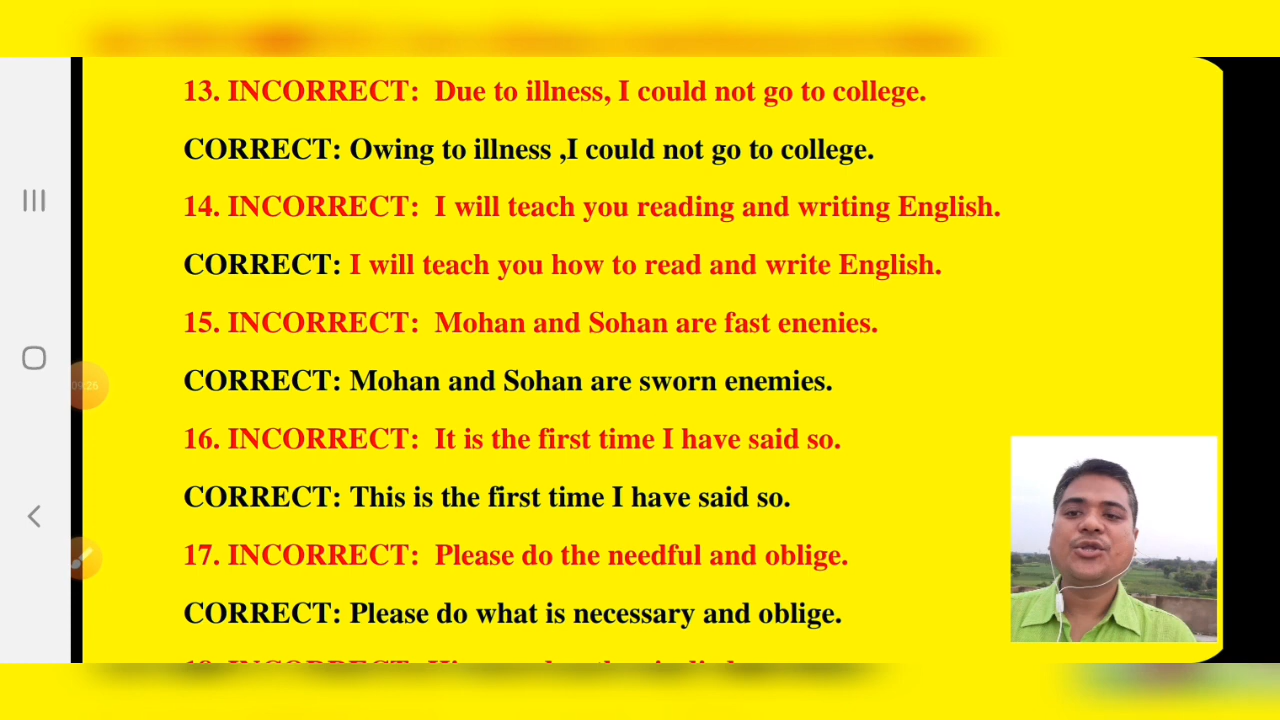 13. INCORRECT: Due to illness, I could not go to college.
CORRECT: Owing to illness ,I could not go to college.
14. INCORRECT: I will teach you reading and writing English.
CORRECT: I will teach you how to read and write English.
15. INCORRECT: Mohan and Sohan are fast enenies.
CORRECT: Mohan and Sohan are sworn enemies.
09:26
16. INCORRECT: It is the first time I have said so.
CORRECT: This is the first time I have said so.
17. INCORRECT: Please do the needful and oblige.
CORRECT: Please do what is necessary and oblige.